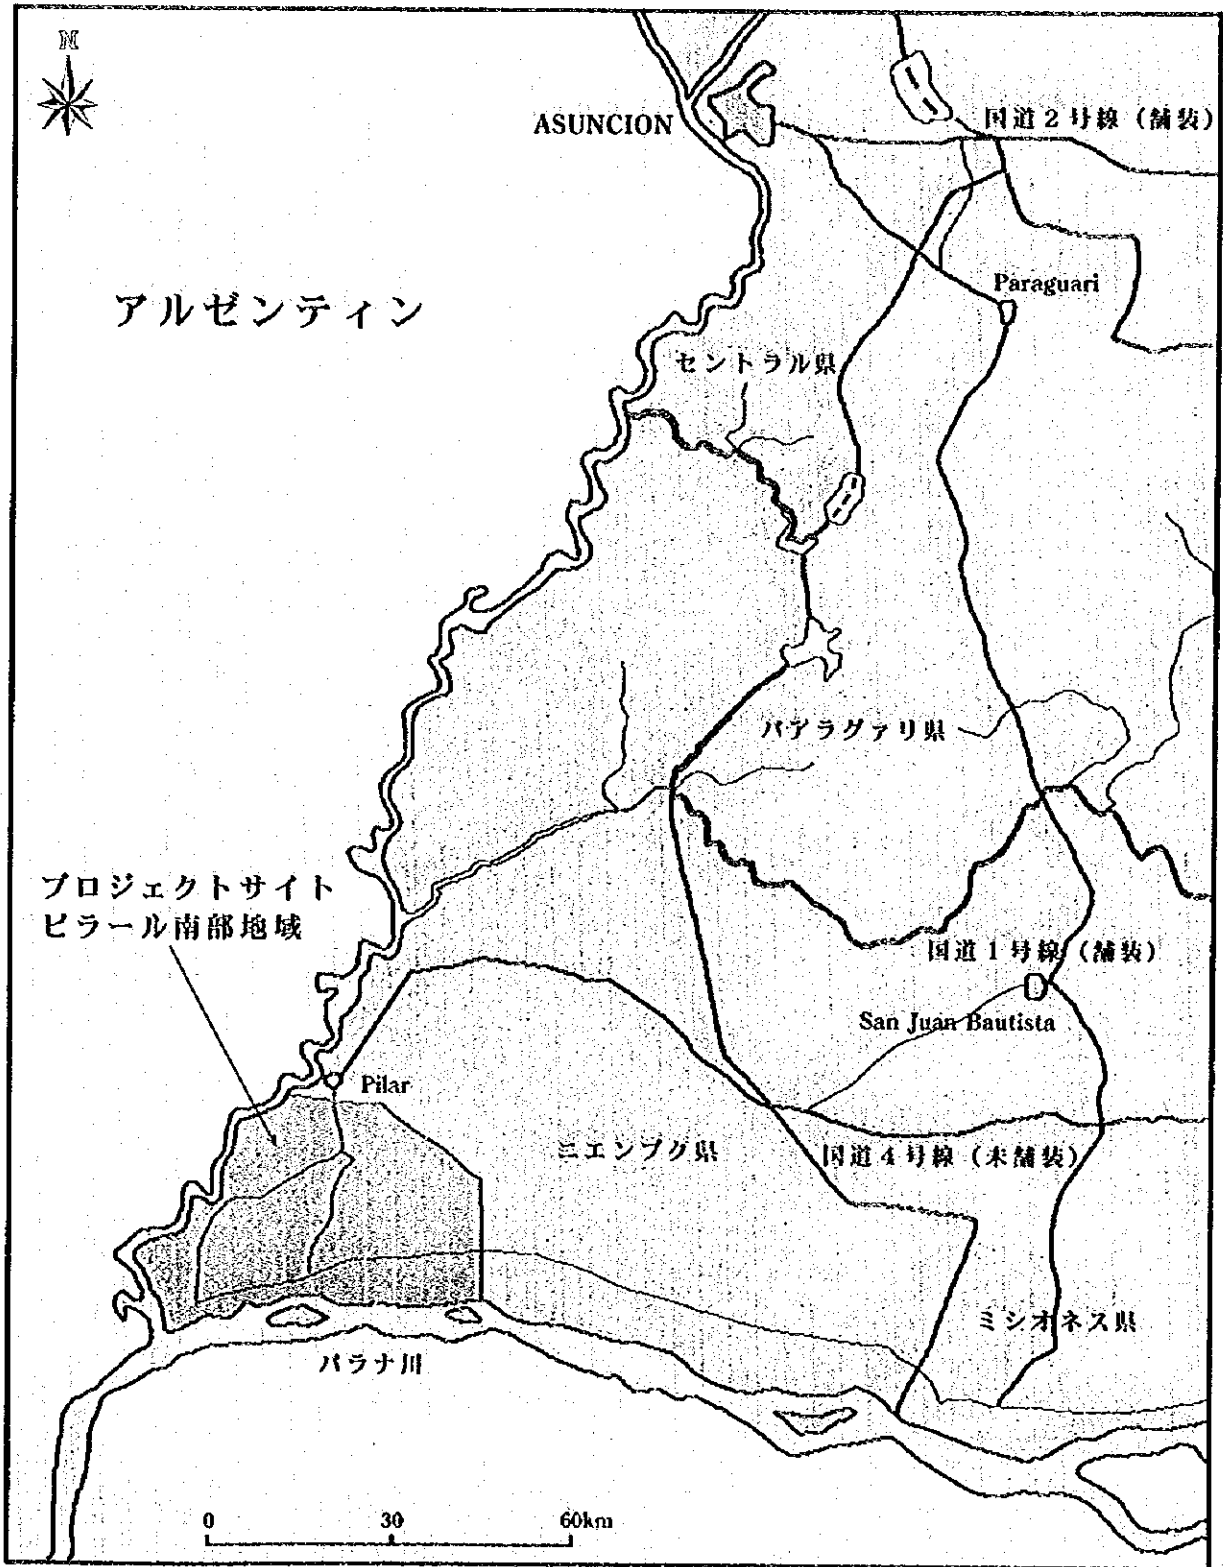 N
ASUNCION
国道2号線（舗装）
アルゼンティン
Paraguari
セントラル県
パアラグァリ県
プロジェクトサイト
ピラール南部地域
国道1号線（舗装）
San Juan Bautista
Pilar
ニエンブク県
国道4号線（未舗装）
ミシオネス県
パラナ川
0 30 60km